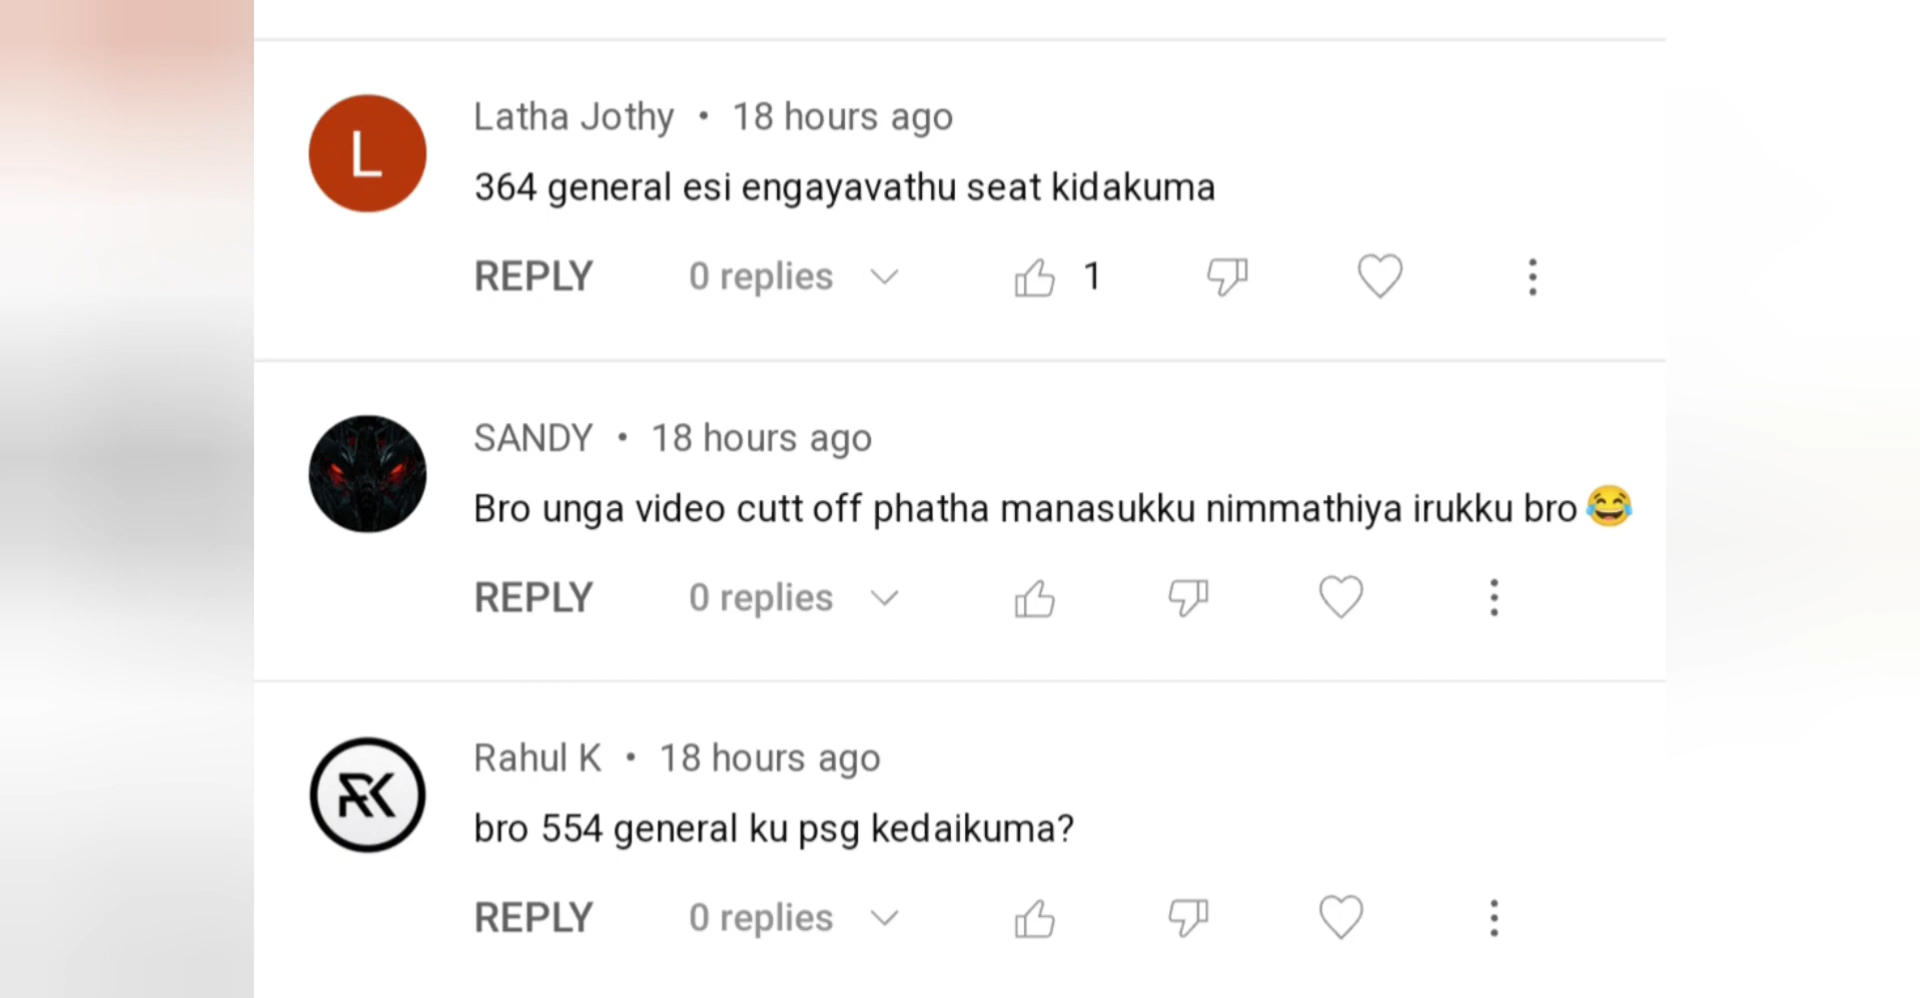 L
Latha Jothy • 18 hours ago
364 general esi engayavathu seat kidakuma
REPLY 0 replies 1
SANDY • 18 hours ago
Bro unga video cutt off phatha manasukku nimmathiya irukku bro 😂
REPLY 0 replies
RK
Rahul K • 18 hours ago
bro 554 general ku psg kedaikuma?
REPLY 0 replies